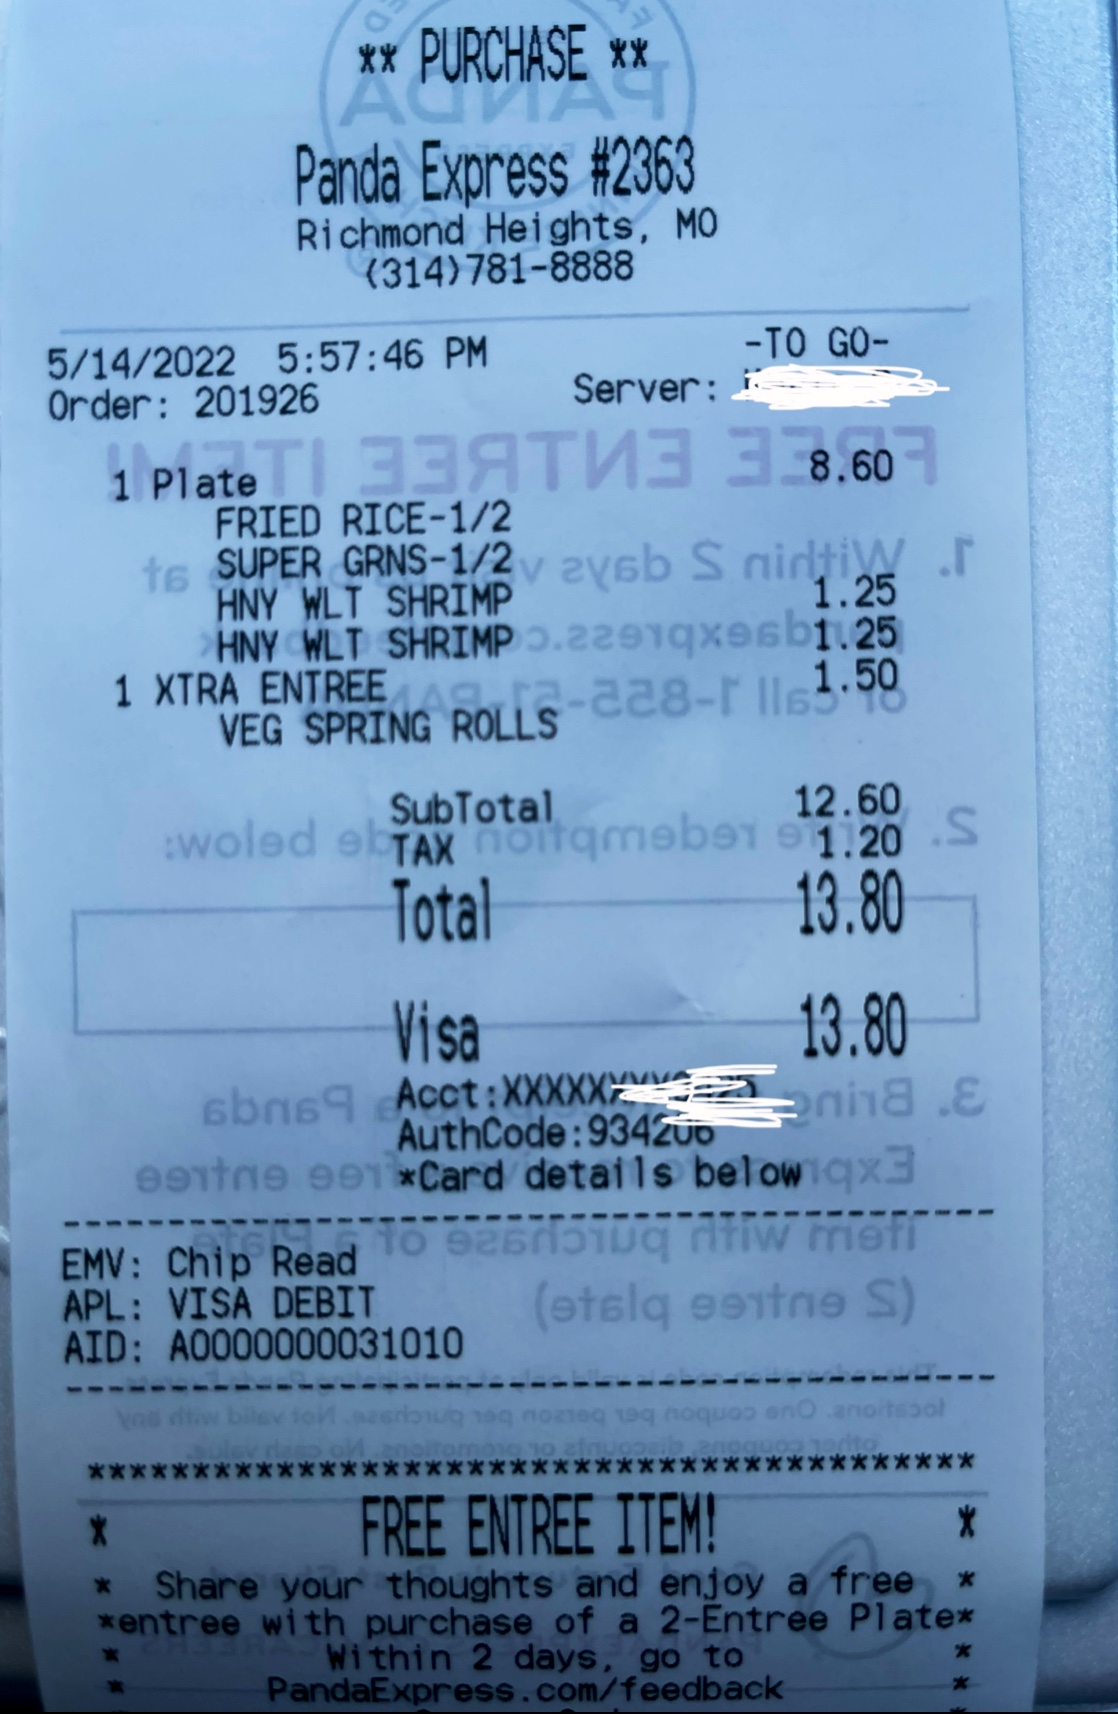 ** PURCHASE **
Panda Express #2363
Richmond Heights, MO
(314)781-8888
5/14/2022 5:57:46 PM -TO GO-
Order: 201926 Server:
1 Plate 8.60
FRIED RICE-1/2
SUPER GRNS-1/2
HNY WLT SHRIMP 1.25
HNY WLT SHRIMP 1.25
1 XTRA ENTREE 1.50
VEG SPRING ROLLS
SubTotal 12.60
TAX 1.20
Total 13.80
Visa 13.80
Acct:XXXXXXX
AuthCode:934206
*Card details below
EMV: Chip Read
APL: VISA DEBIT
AID: A0000000031010
******************************************
* FREE ENTREE ITEM! *
* Share your thoughts and enjoy a free *
*entree with purchase of a 2-Entree Plate*
* Within 2 days, go to *
* PandaExpress.com/feedback *